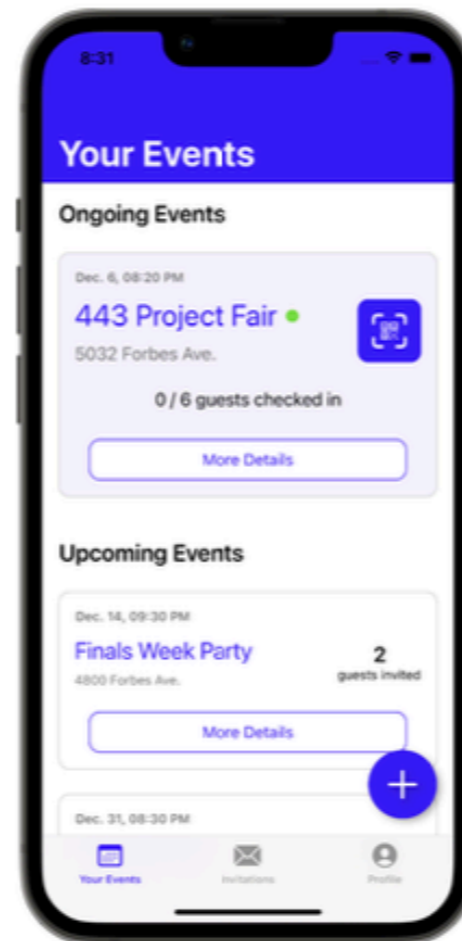 8:31
Your Events
Ongoing Events
Dec. 6, 08:20 PM
443 Project Fair
5032 Forbes Ave.
0 / 6 guests checked in
More Details
Upcoming Events
Dec. 14, 09:30 PM
Finals Week Party
4800 Forbes Ave.
2
guests invited
More Details
Dec. 31, 08:30 PM
Your Events
Invitations
Profile